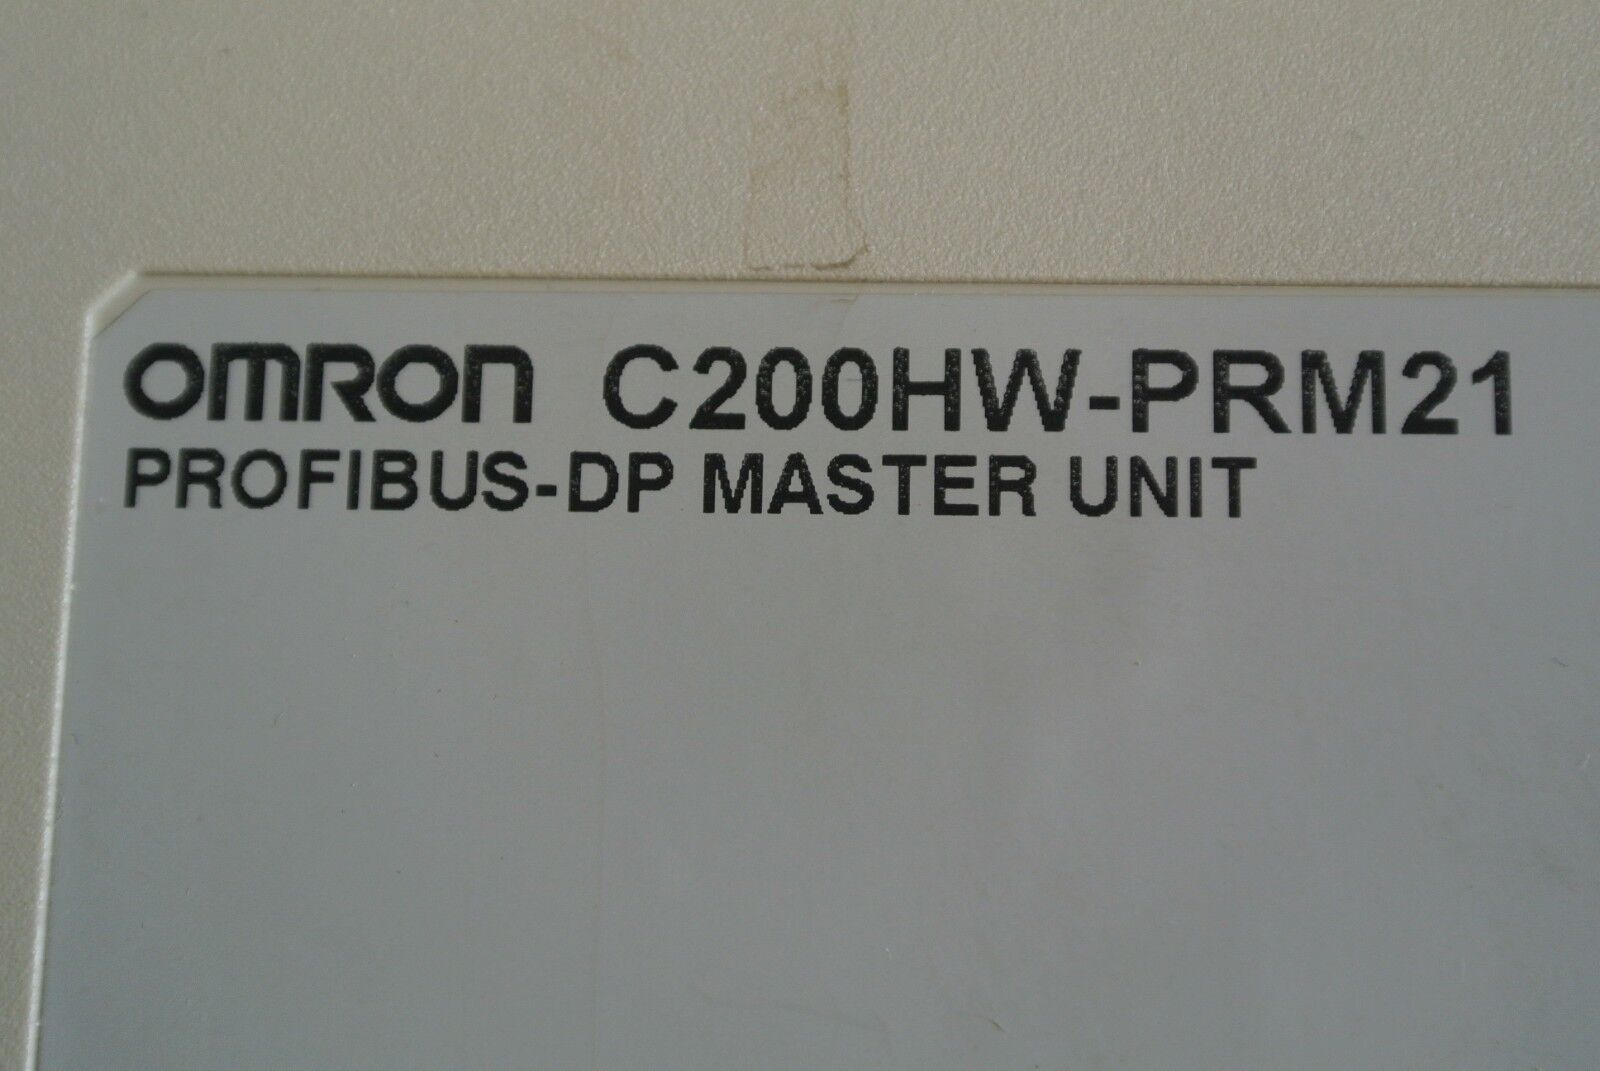 OMRON C200HW-PRM21
PROFIBUS-DP MASTER UNIT